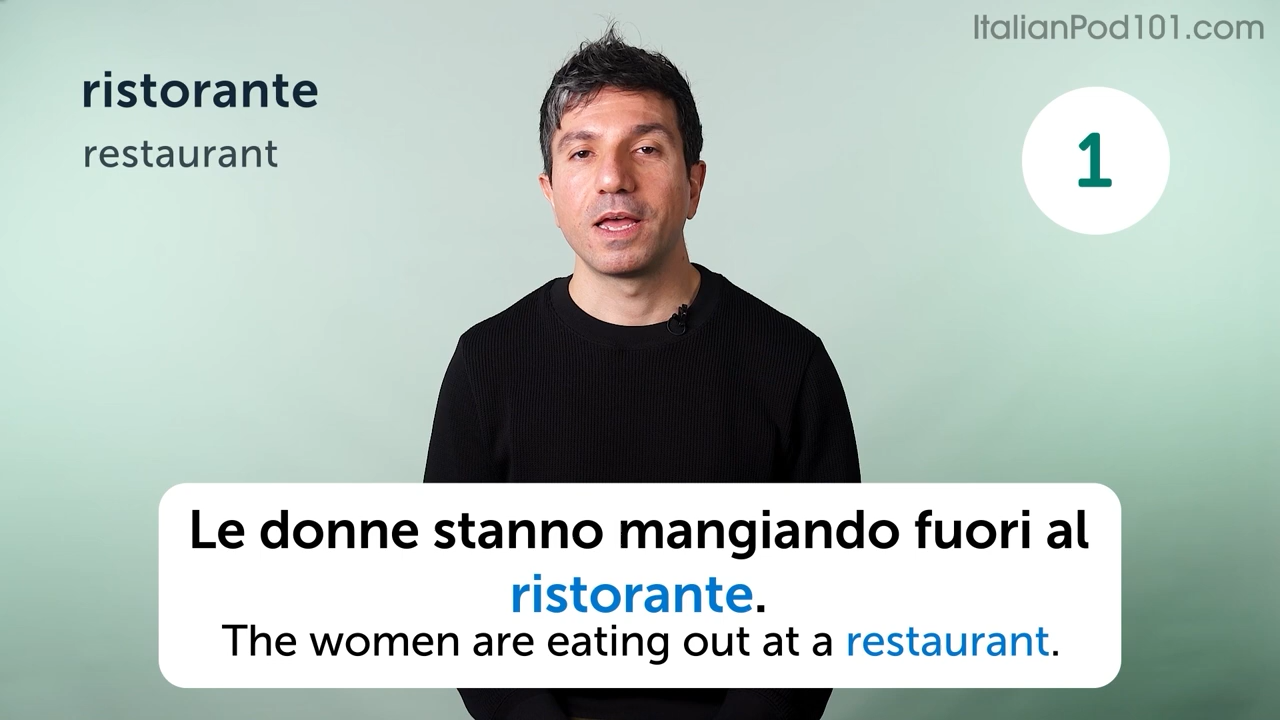 ItalianPod101.com
ristorante
restaurant
1
Le donne stanno mangiando fuori al
ristorante.
The women are eating out at a restaurant.